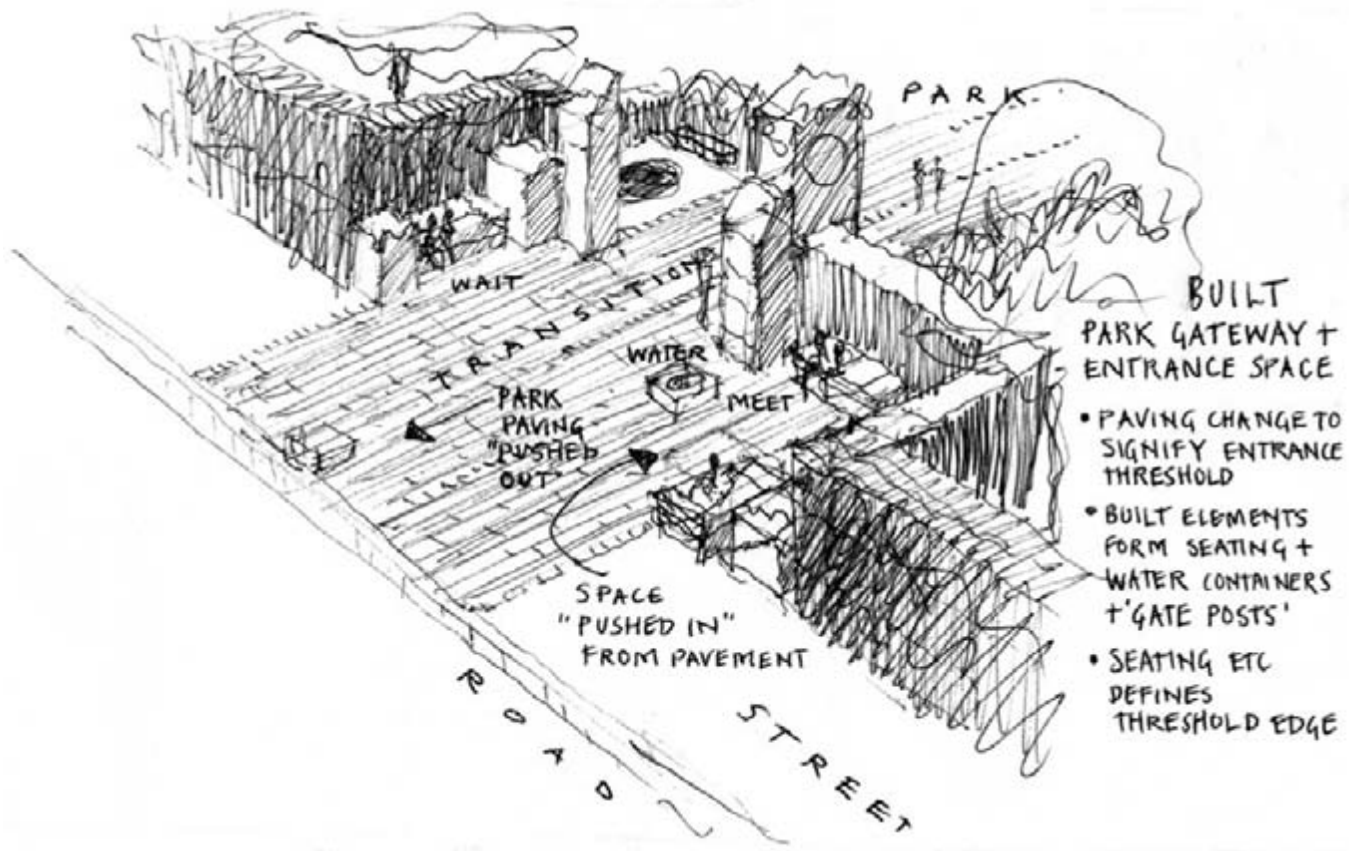 PARK
WAIT
TRANSITION
WATER
MEET
PARK
PAVING
"PUSHED
OUT"
SPACE
"PUSHED IN"
FROM PAVEMENT
ROAD
STREET
BUILT
PARK GATEWAY +
ENTRANCE SPACE
• PAVING CHANGE TO
SIGNIFY ENTRANCE
THRESHOLD
• BUILT ELEMENTS
FORM SEATING +
WATER CONTAINERS
+ 'GATE POSTS'
• SEATING ETC
DEFINES
THRESHOLD EDGE